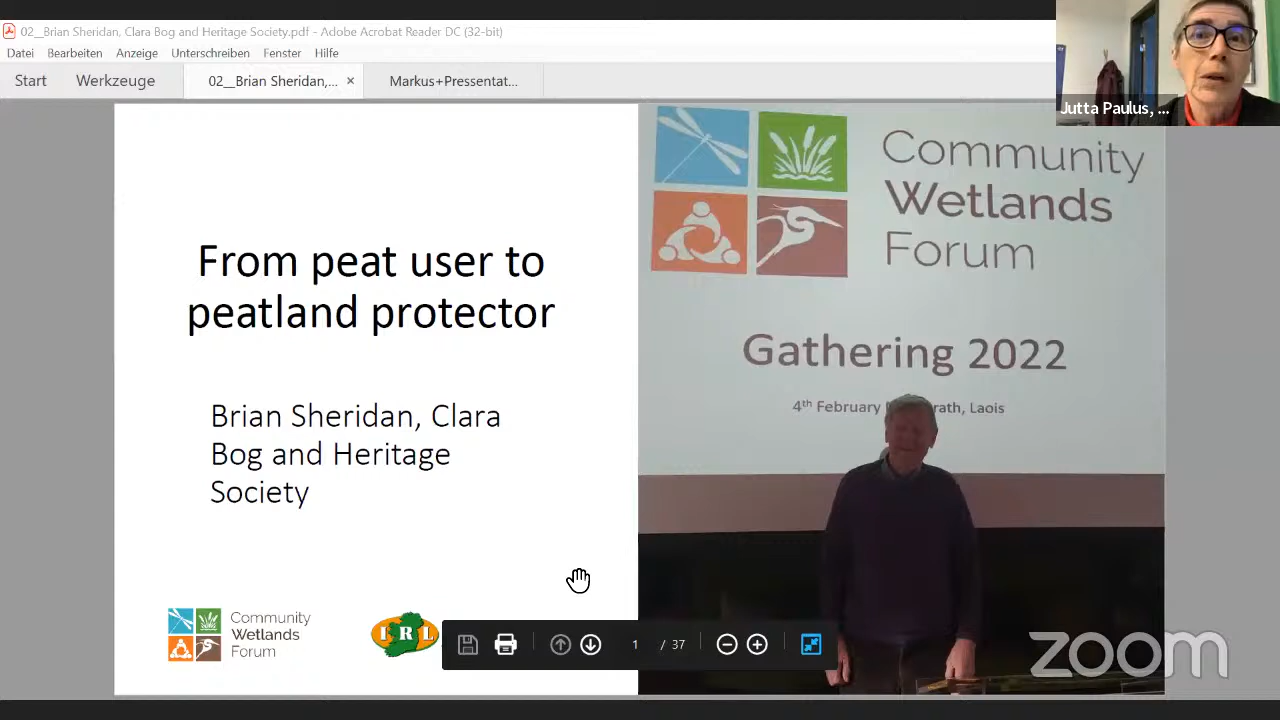 02__Brian Sheridan, Clara Bog and Heritage Society.pdf - Adobe Acrobat Reader DC (32-bit)
Datei Bearbeiten Anzeige Unterschreiben Fenster Hilfe
Start Werkzeuge 02__Brian Sheridan,... × Markus+Pressentat...
Jutta Paulus, ...
From peat user to
peatland protector
Brian Sheridan, Clara
Bog and Heritage
Society
Community
Wetlands
Forum
IRL
Community
Wetlands
Forum
Gathering 2022
4th February rath, Laois
1 / 37
zoom